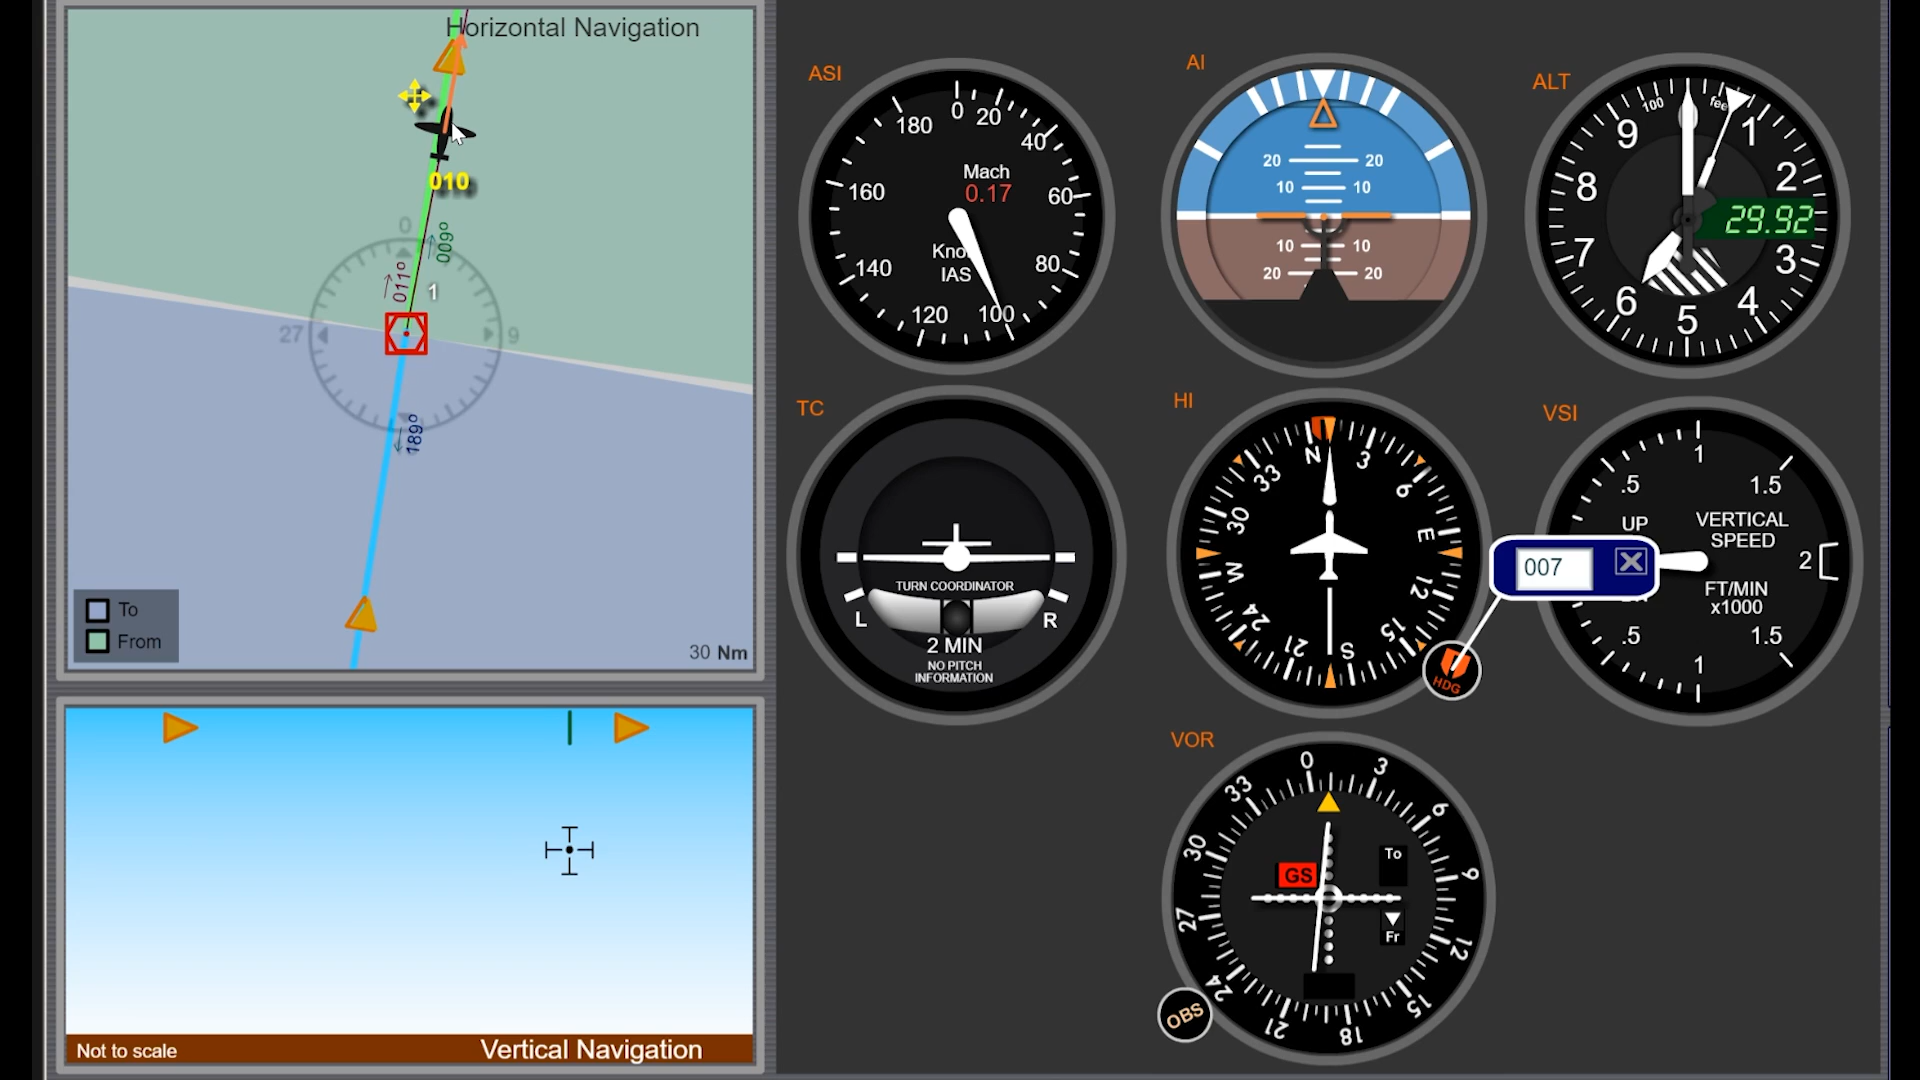 Horizontal Navigation
010
009°
011°
1
0
27
9
189°
To
From
30 Nm
Not to scale
Vertical Navigation
ASI
0
20
40
60
80
100
120
140
160
180
Mach
0.17
Knots
IAS
AI
20 20
10 10
10 10
20 20
ALT
100
feet
1
2
3
4
5
6
7
8
9
29.92
TC
TURN COORDINATOR
L R
2 MIN
NO PITCH
INFORMATION
HI
N
3
6
E
12
15
S
21
24
W
30
33
HDG
007
VSI
1
.5
1.5
UP
VERTICAL
SPEED
2
FT/MIN
x1000
.5
1.5
1
VOR
0
3
6
9
12
15
18
21
24
27
30
33
GS
To
Fr
OBS